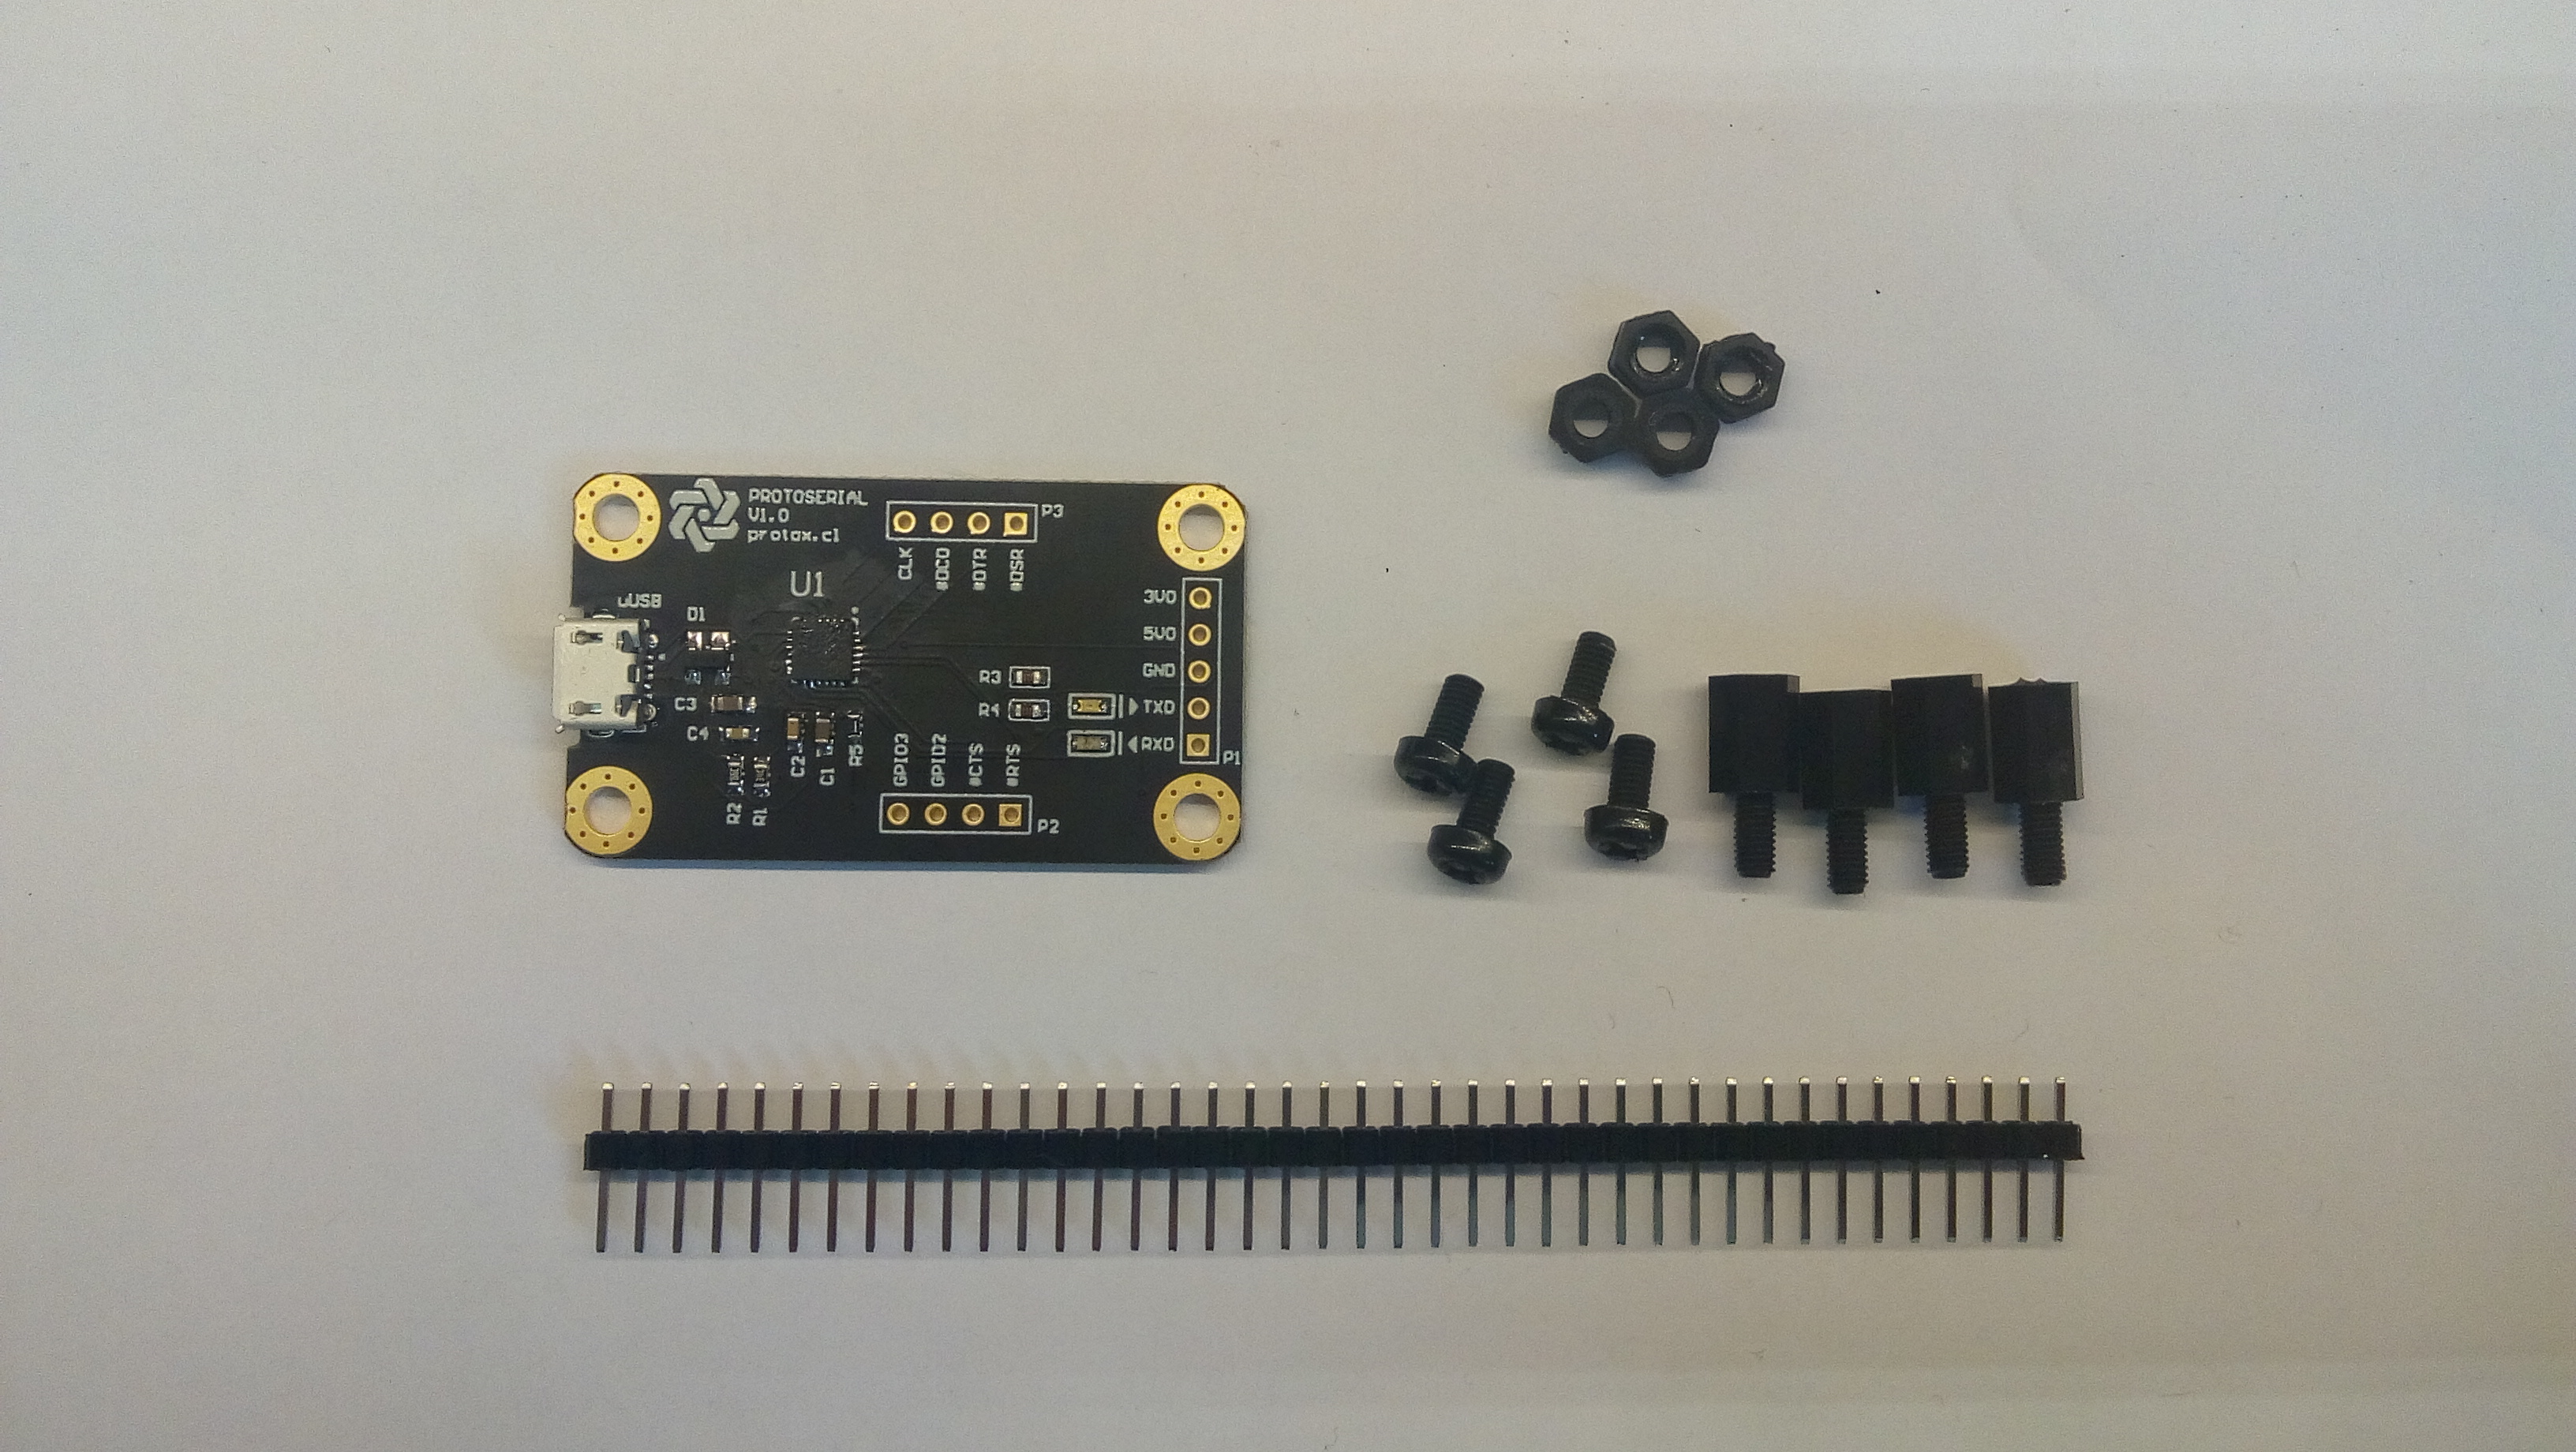 PROTOSERIAL
V1.0
protox.cl
P3
CLK
#DCD
#DTR
#DSR
U1
uUSB
D1
3V0
5V0
GND
TXD
RXD
P1
R3
R4
C3
C4
C2
C1
R5
R2
R1
GPIO3
GPIO2
#CTS
#RTS
P2